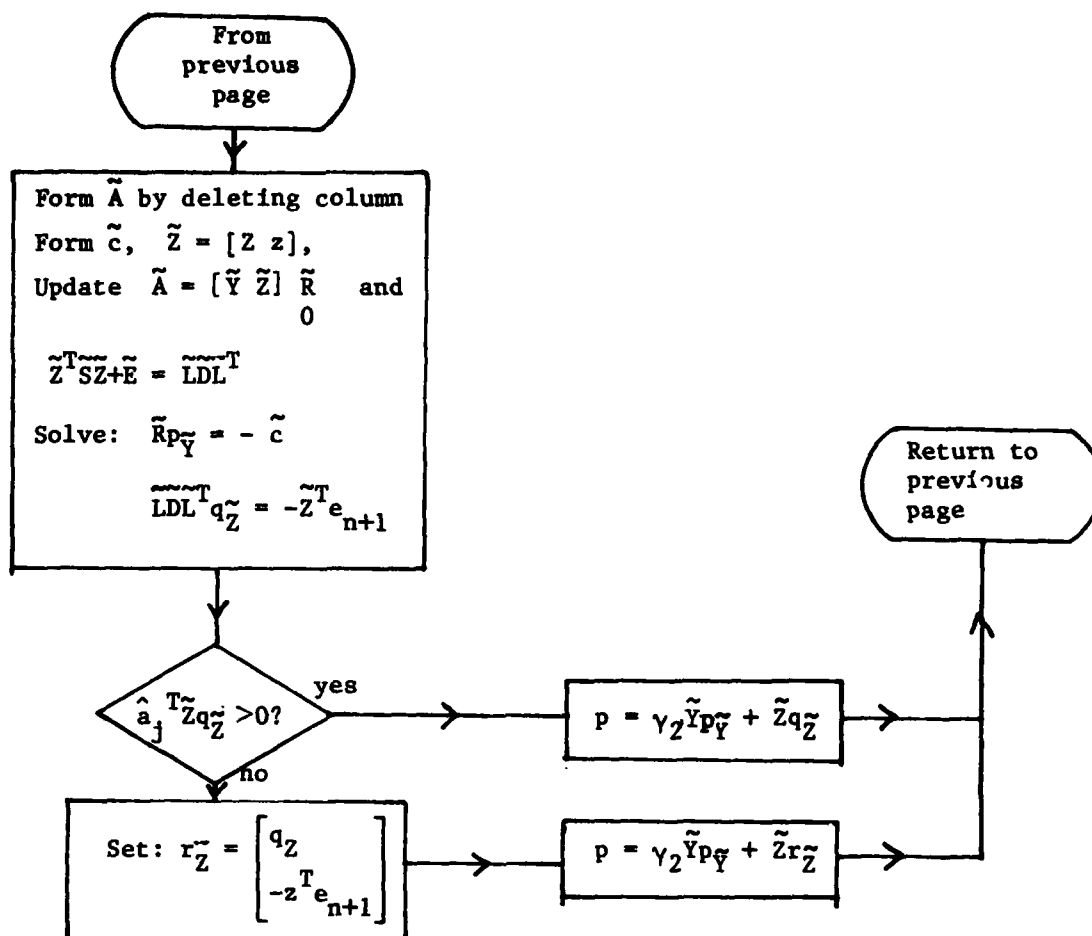 From
previous
page
Form Ã by deleting column
Form c̃, Z̃ = [Z z],
Update Ã = [Ỹ Z̃] R̃ and
0
Z̃ᵀS̃Z̃+Ẽ = L̃D̃L̃ᵀ
Solve: R̃p_Ỹ = - c̃
L̃D̃L̃ᵀq_Z̃ = -Z̃ᵀe_{n+1}
Return to
previous
page
â_jᵀZ̃q_Z̃ >0?
yes
p = γ₂Ỹp_Ỹ + Z̃q_Z̃
no
Set: r_Z̃ = [q_Z
-zᵀe_{n+1}]
p = γ₂Ỹp_Ỹ + Z̃r_Z̃